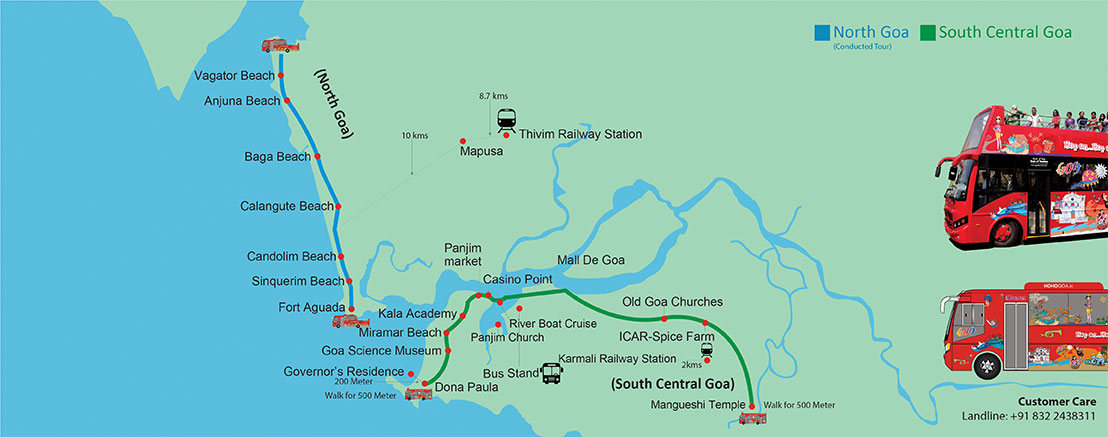 North Goa
(Conducted Tour)
South Central Goa
Vagator Beach
Anjuna Beach
(North Goa)
8.7 kms
10 kms
Thivim Railway Station
Mapusa
Baga Beach
Calangute Beach
Candolim Beach
Sinquerim Beach
Fort Aguada
Panjim
market
Casino Point
Mall De Goa
Kala Academy
Miramar Beach
Goa Science Museum
Governor's Residence
200 Meter
Walk for 500 Meter
Dona Paula
River Boat Cruise
Panjim Church
Bus Stand
Old Goa Churches
ICAR-Spice Farm
Karmali Railway Station
2kms
(South Central Goa)
Mangueshi Temple
Walk for 500 Meter
GOA
HOHOGOA.in
GOA
Customer Care
Landline: +91 832 2438311